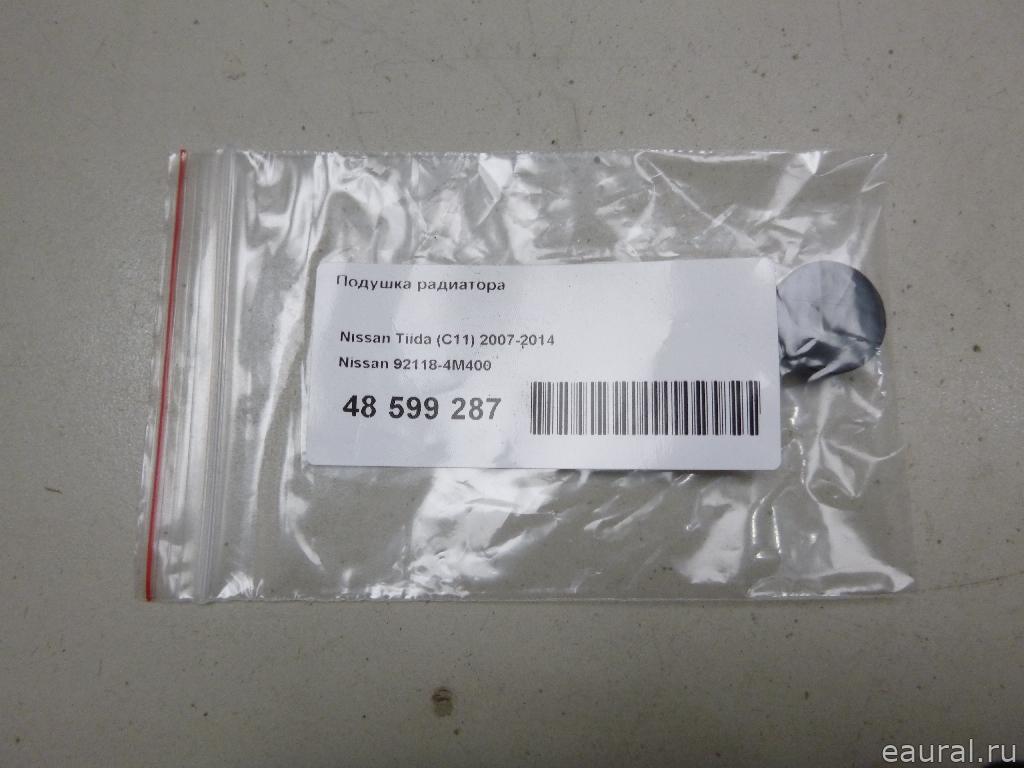 Подушка радиатора
Nissan Tiida (C11) 2007-2014
Nissan 92118-4M400
48 599 287
eaural.ru